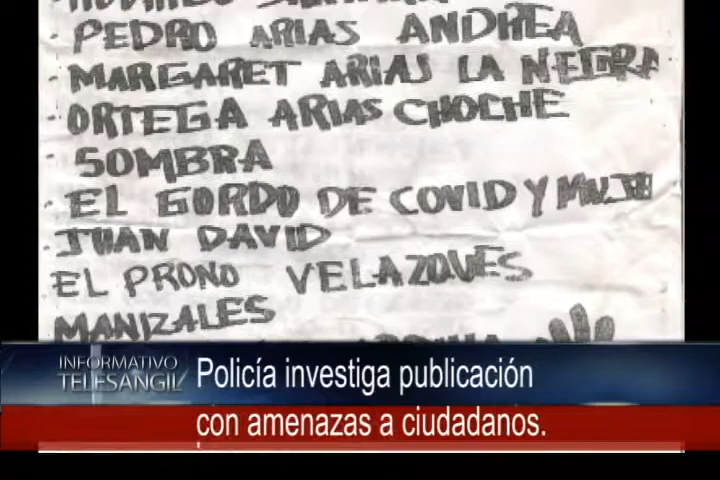 · PEDRO ARIAS ANDREA
· MARGARET ARIAS LA NEGRA
· ORTEGA ARIAS CHOCHE
· SOMBRA
· EL GORDO DE COVID Y MUJE
· JUAN DAVID
EL PRONO VELAZQUES
MANIZALES
INFORMATIVO
TELESANGIL
Policía investiga publicación
con amenazas a ciudadanos.